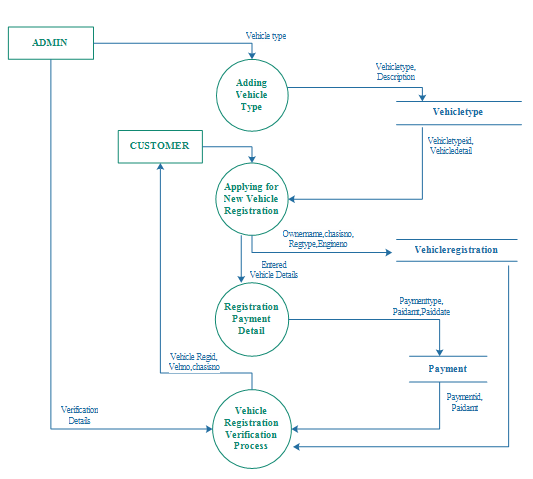 Vehicle type
ADMIN
Vehicletype,
Description
Adding
Vehicle
Type
Vehicletype
CUSTOMER
Vehicletypeid,
Vehicledetail
Applying for
New Vehicle
Registration
Ownername,chasisno,
Regtype,Engineno
Vehicleregistration
Entered
Vehicle Details
Registration
Payment
Detail
Paymenttype,
Paidamt,Paiddate
Vehicle Regid,
Vehno,chasisno
Payment
Paymentid,
Paidamt
Verification
Details
Vehicle
Registration
Verification
Process